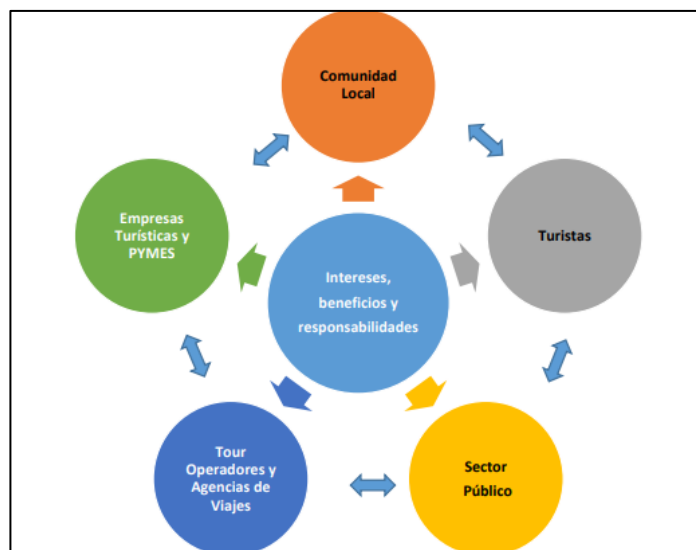 Comunidad
Local
Empresas
Turísticas y
PYMES
Turistas
Intereses,
beneficios y
responsabilidades
Tour
Operadores y
Agencias de
Viajes
Sector
Público